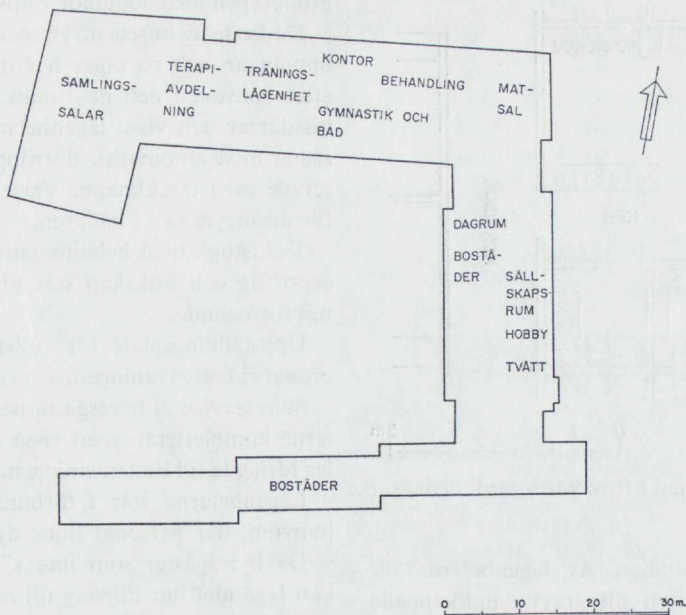 SAMLINGS-
SALAR
TERAPI-
AVDEL-
NING
TRÄNINGS-
LÄGENHET
KONTOR
BEHANDLING
GYMNASTIK OCH
BAD
MAT-
SAL
DAGRUM
BOSTÄ-
DER
SÄLL-
SKAPS-
RUM
HOBBY
TVÄTT
BOSTÄDER
0 10 20 30 m.